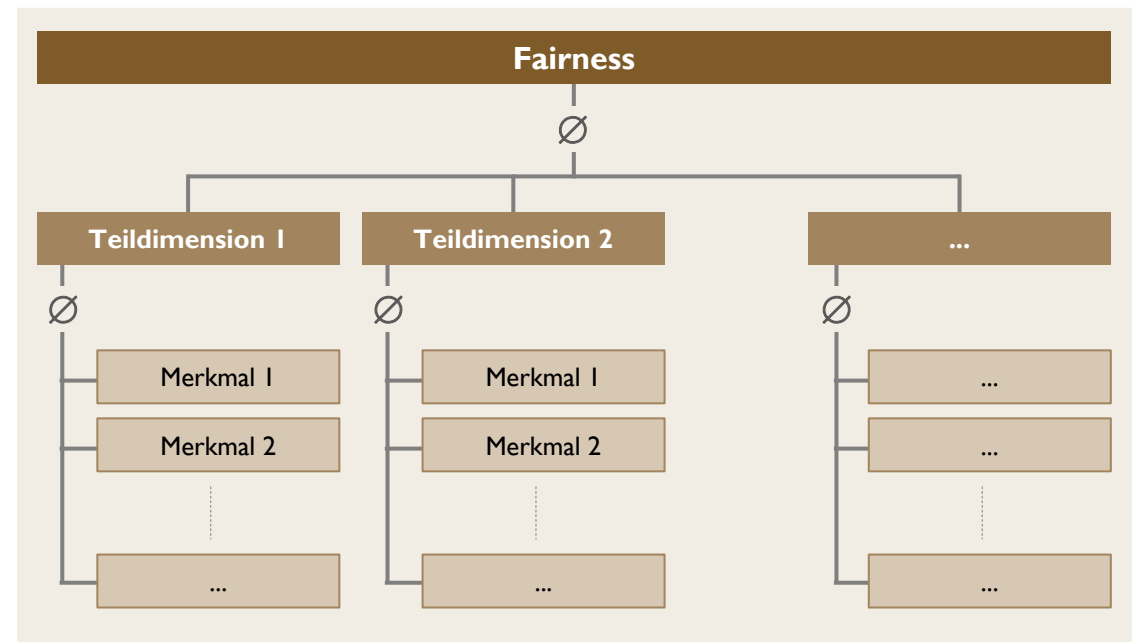 Fairness
Ø
Teildimension 1
Teildimension 2
...
Ø
Ø
Ø
Merkmal 1
Merkmal 1
...
Merkmal 2
Merkmal 2
...
...
...
...